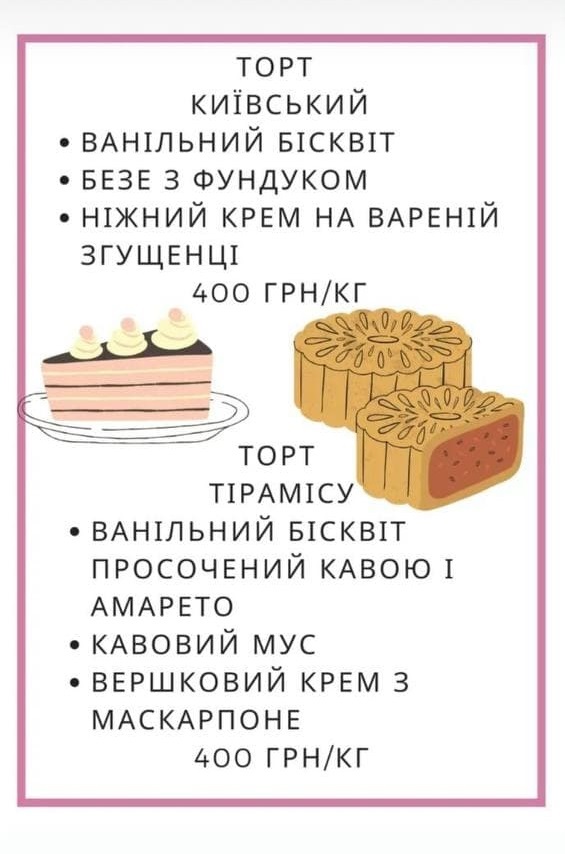 ТОРТ
КИЇВСЬКИЙ
• ВАНІЛЬНИЙ БІСКВІТ
• БЕЗЕ З ФУНДУКОМ
• НІЖНИЙ КРЕМ НА ВАРЕНІЙ
ЗГУЩЕНЦІ
400 ГРН/КГ
ТОРТ
ТІРАМІСУ
• ВАНІЛЬНИЙ БІСКВІТ
ПРОСОЧЕНИЙ КАВОЮ І
АМАРЕТО
• КАВОВИЙ МУС
• ВЕРШКОВИЙ КРЕМ З
МАСКАРПОНЕ
400 ГРН/КГ